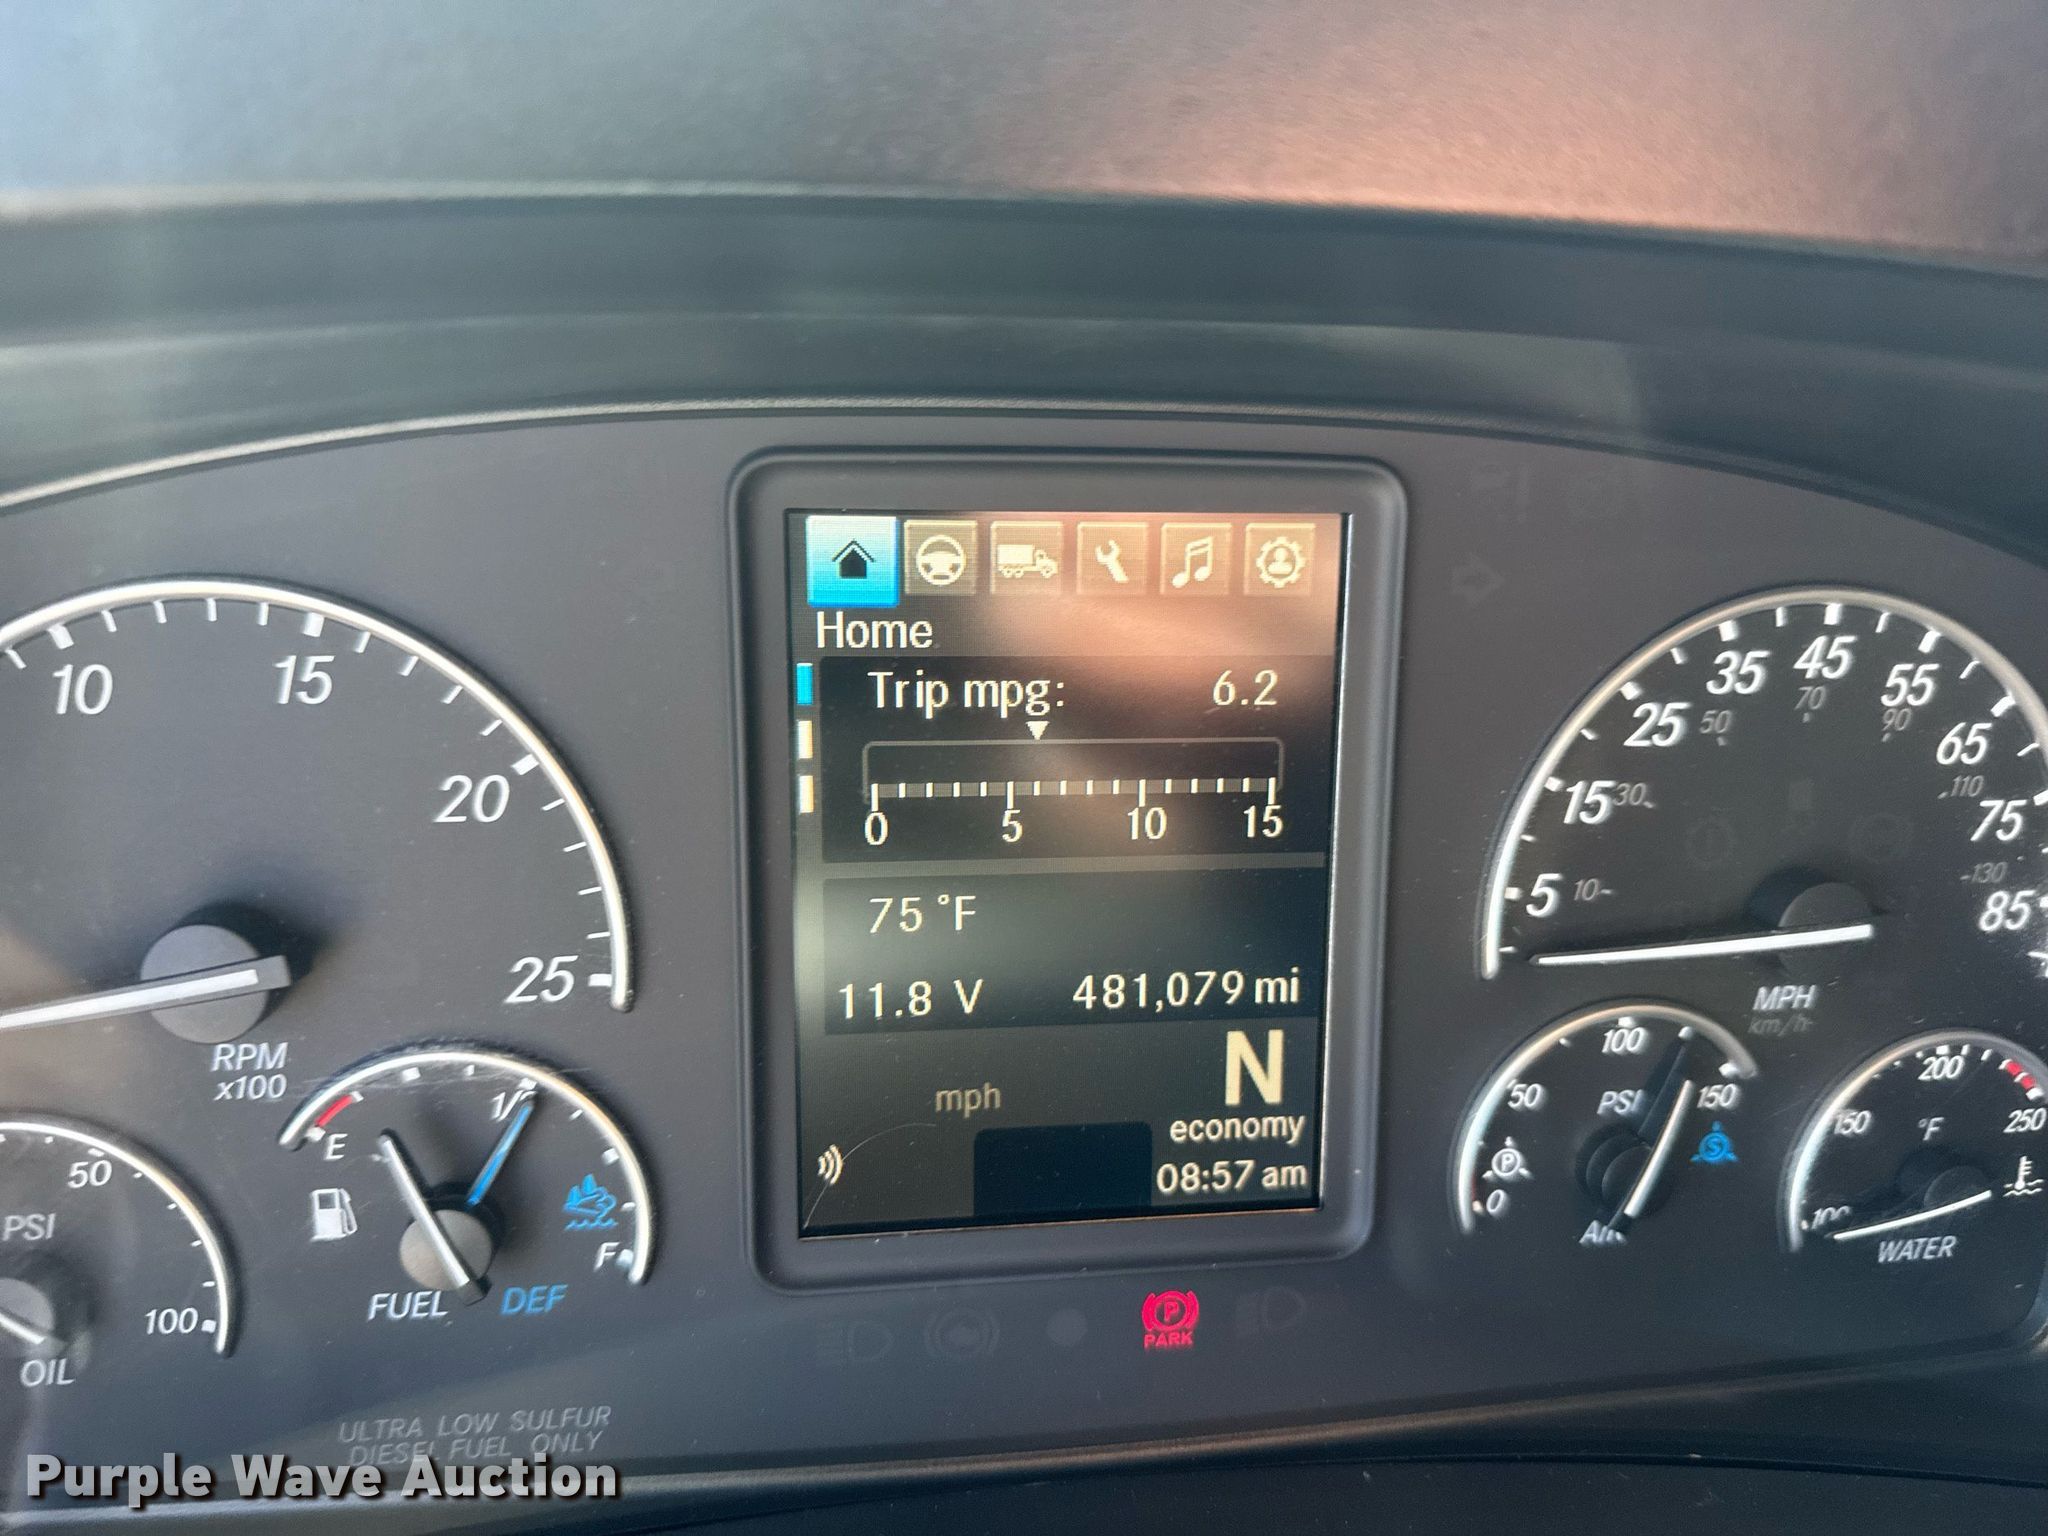 Home
Trip mpg: 6.2
0 5 10 15
75 °F
11.8 V 481,079 mi
N
mph
economy
08:57 am
10 15 20 25
RPM
x100
E 1/ F
FUEL DEF
50
PSI
100
OIL
ULTRA LOW SULFUR
DIESEL FUEL ONLY
P
PARK
5 15 25 35 45 55 65 75 85
10 30 50 70 90 110 130
MPH
km/h
0 50 100 150
PSI
P
S
100 150 200 250
°F
WATER
Purple Wave Auction